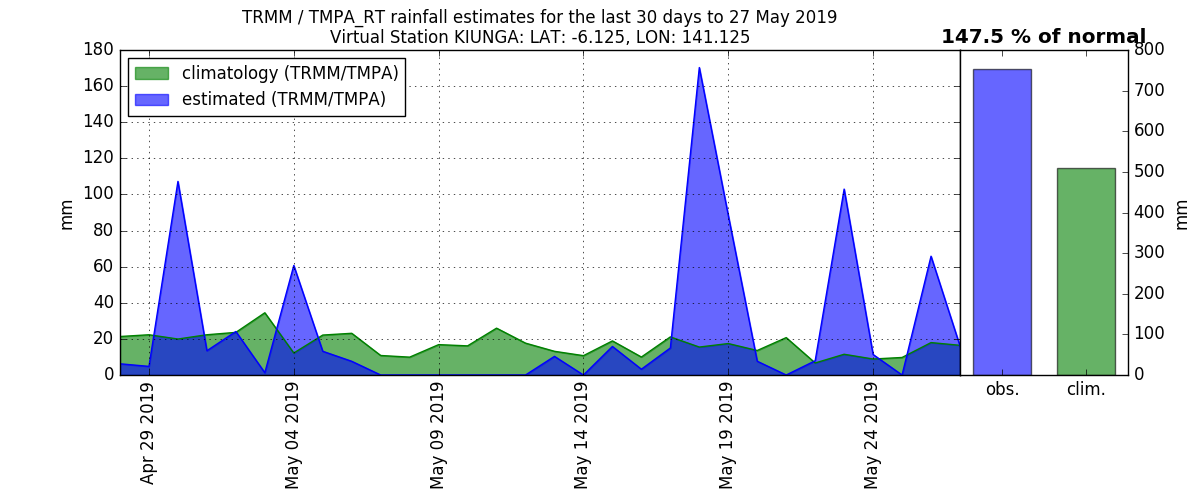 TRMM / TMPA_RT rainfall estimates for the last 30 days to 27 May 2019
Virtual Station KIUNGA: LAT: -6.125, LON: 141.125
147.5 % of normal
climatology (TRMM/TMPA)
estimated (TRMM/TMPA)
mm
180
160
140
120
100
80
60
40
20
0
Apr 29 2019
May 04 2019
May 09 2019
May 14 2019
May 19 2019
May 24 2019
800
700
600
500
400
300
200
100
0
mm
obs.
clim.